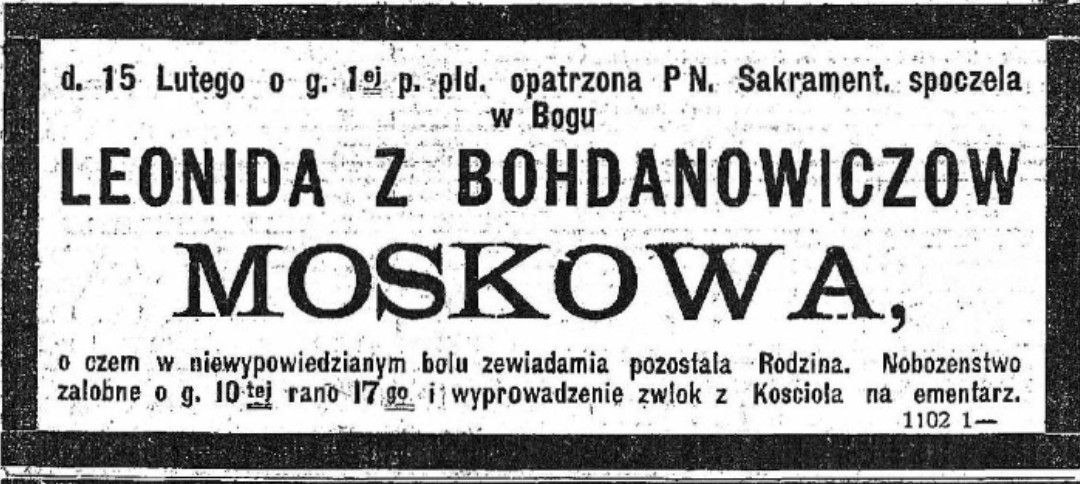 d. 15 Lutego o g. 1ej p. pld. opatrzona P N. Sakrament. spoczela
w Bogu
LEONIDA Z BOHDANOWICZOW
MOSKOWA,
o czem w niewypowiedzianym bolu zewiadamia pozostala Rodzina. Nobozenstwo
zalobne o g. 10tej rano 17go i wyprowadzenie zwlok z Kosciola na ementarz.
1102 1—